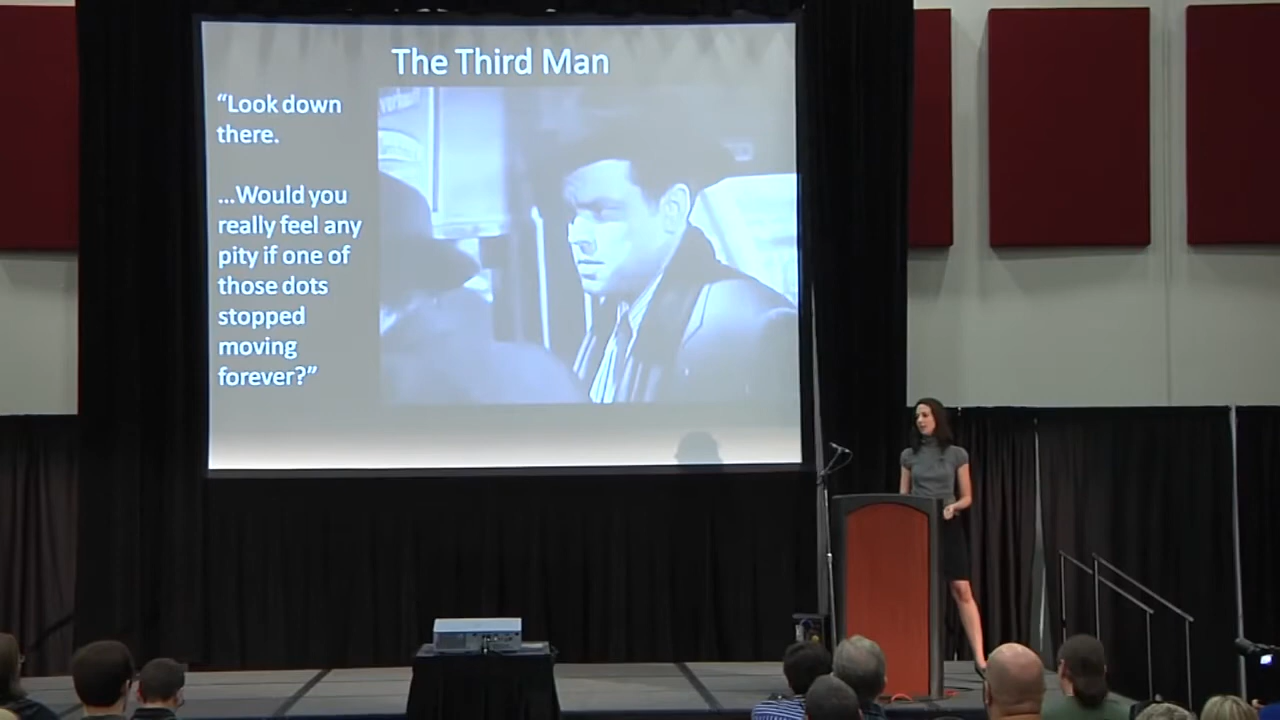 The Third Man
“Look down
there.
...Would you
really feel any
pity if one of
those dots
stopped
moving
forever?”